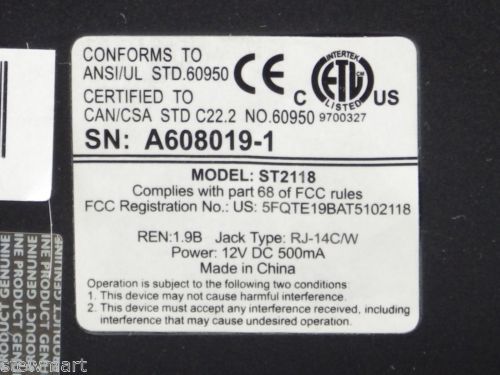 CONFORMS TO
ANSI/UL STD.60950
CERTIFIED TO
CAN/CSA STD C22.2 NO.60950
CE
INTERTEK
C ETL US
LISTED
9700327
SN: A608019-1
MODEL: ST2118
Complies with part 68 of FCC rules
FCC Registration No.: US: 5FQTE19BAT5102118
REN:1.9B Jack Type: RJ-14C/W
Power: 12V DC 500mA
Made in China
Operation is subject to the following two conditions:
1. This device may not cause harmful interference.
2. This device must accept any interference, including
interference that may cause undesired operation.
PRODUCT GENUINE
PRODUCT GENUINE
© stewmart